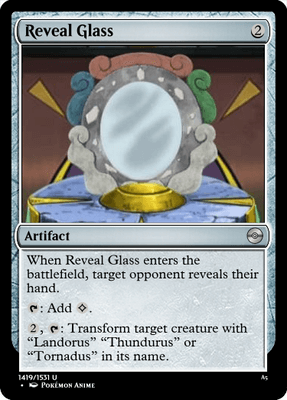 Reveal Glass 2
Artifact
When Reveal Glass enters the
battlefield, target opponent reveals their
hand.
: Add .
2, : Transform target creature with
“Landorus” “Thundurus” or
“Tornadus” in its name.
1419/1531 U
• Pokémon Anime